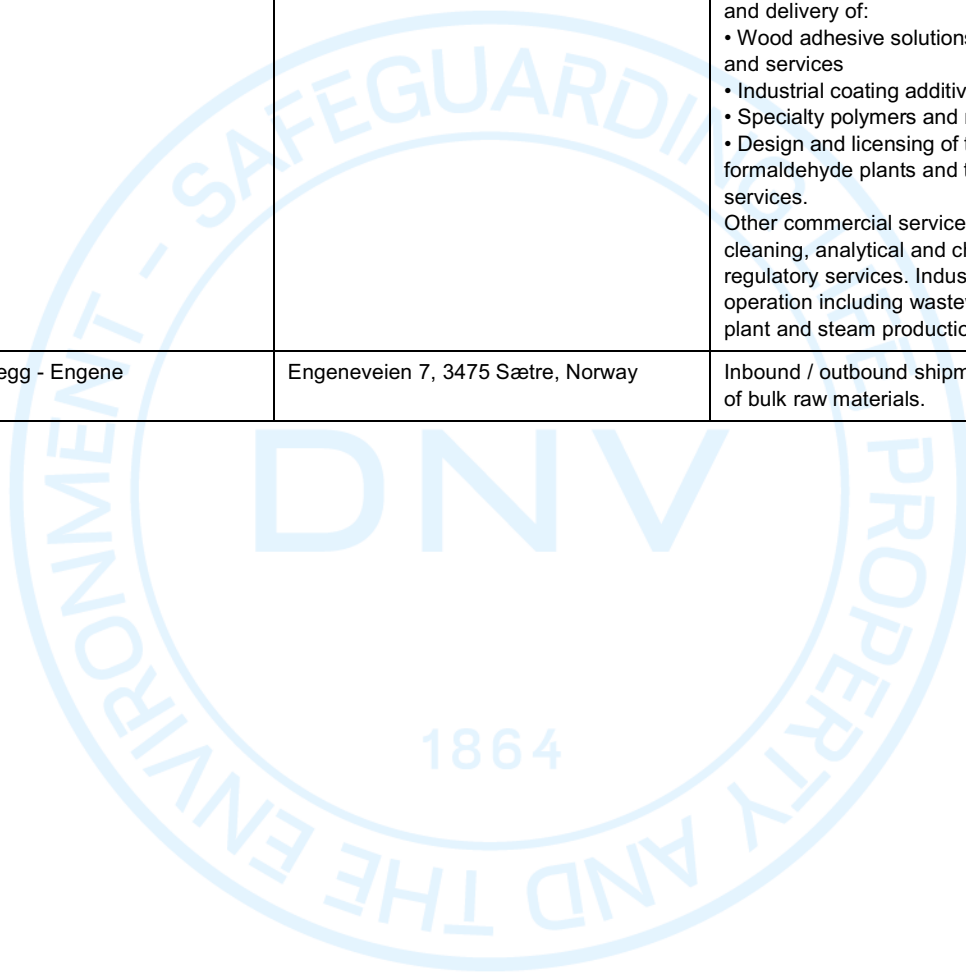 and delivery of:
• Wood adhesive solutions
and services
• Industrial coating additiv
• Specialty polymers and
• Design and licensing of
formaldehyde plants and
services.
Other commercial service
cleaning, analytical and
regulatory services. Indus
operation including waste
plant and steam productio
egg - Engene
Engeneveien 7, 3475 Sætre, Norway
Inbound / outbound shipm
of bulk raw materials.
SAFEGUARDING LIFE, PROPERTY AND THE ENVIRONMENT -
DNV
1864